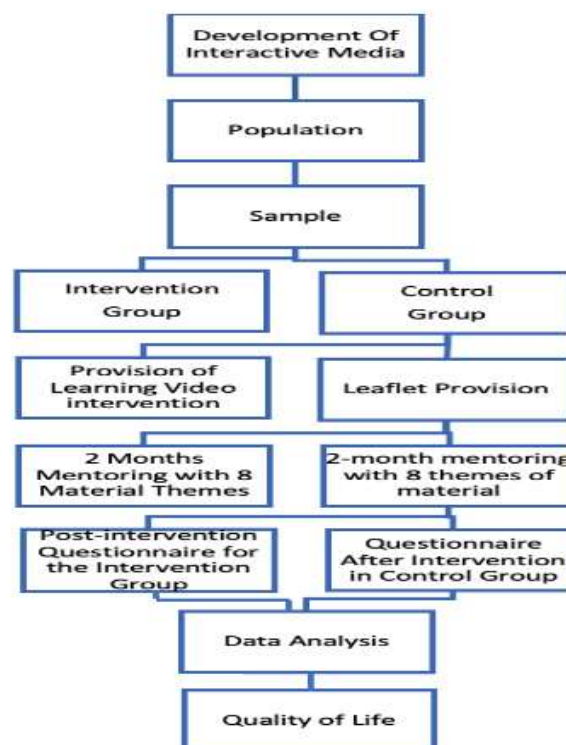 Development Of
Interactive Media
Population
Sample
Intervention
Group
Control
Group
Provision of
Learning Video
intervention
Leaflet Provision
2 Months
Mentoring with 8
Material Themes
2-month mentoring
with 8 themes of
material
Post-intervention
Questionnaire for
the Intervention
Group
Questionnaire
After Intervention
in Control Group
Data Analysis
Quality of Life